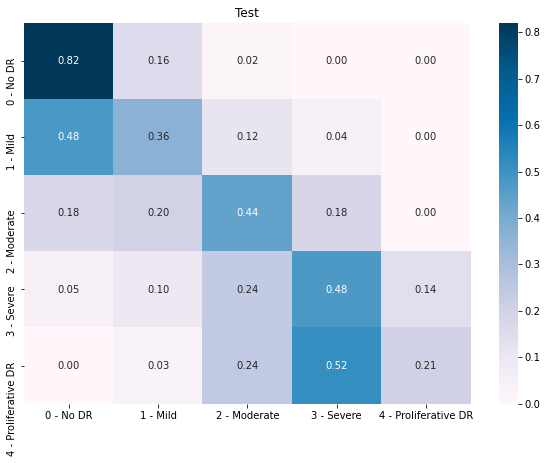 Test
0 - No DR
0.82 0.16 0.02 0.00 0.00
1 - Mild
0.48 0.36 0.12 0.04 0.00
2 - Moderate
0.18 0.20 0.44 0.18 0.00
3 - Severe
0.05 0.10 0.24 0.48 0.14
4 - Proliferative DR
0.00 0.03 0.24 0.52 0.21
0 - No DR 1 - Mild 2 - Moderate 3 - Severe 4 - Proliferative DR
0.8
0.7
0.6
0.5
0.4
0.3
0.2
0.1
0.0